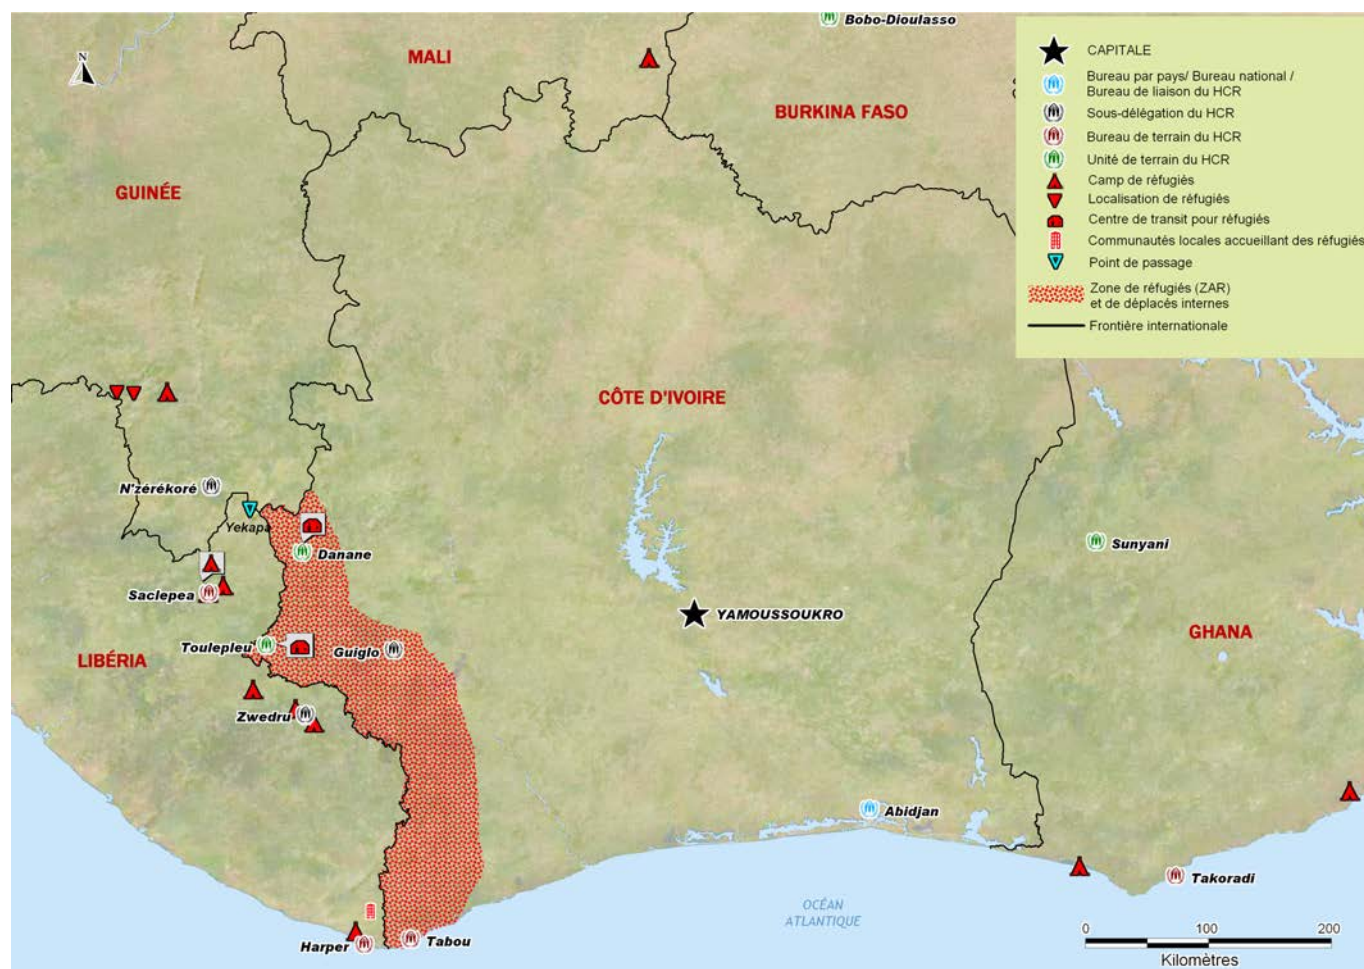 Bobo-Dioulasso
N
MALI
BURKINA FASO
GUINÉE
CAPITALE
Bureau par pays/ Bureau national /
Bureau de liaison du HCR
Sous-délégation du HCR
Bureau de terrain du HCR
Unité de terrain du HCR
Camp de réfugiés
Localisation de réfugiés
Centre de transit pour réfugiés
Communautés locales accueillant des réfugiés
Point de passage
Zone de réfugiés (ZAR)
et de déplacés internes
Frontière internationale
CÔTE D'IVOIRE
N'zérékoré
Yekapa
Danane
Sunyani
Saclepea
YAMOUSSOUKRO
Toulepleu
Guiglo
GHANA
LIBÉRIA
Zwedru
Abidjan
Takoradi
OCÉAN
ATLANTIQUE
Harper
Tabou
0 100 200
Kilomètres